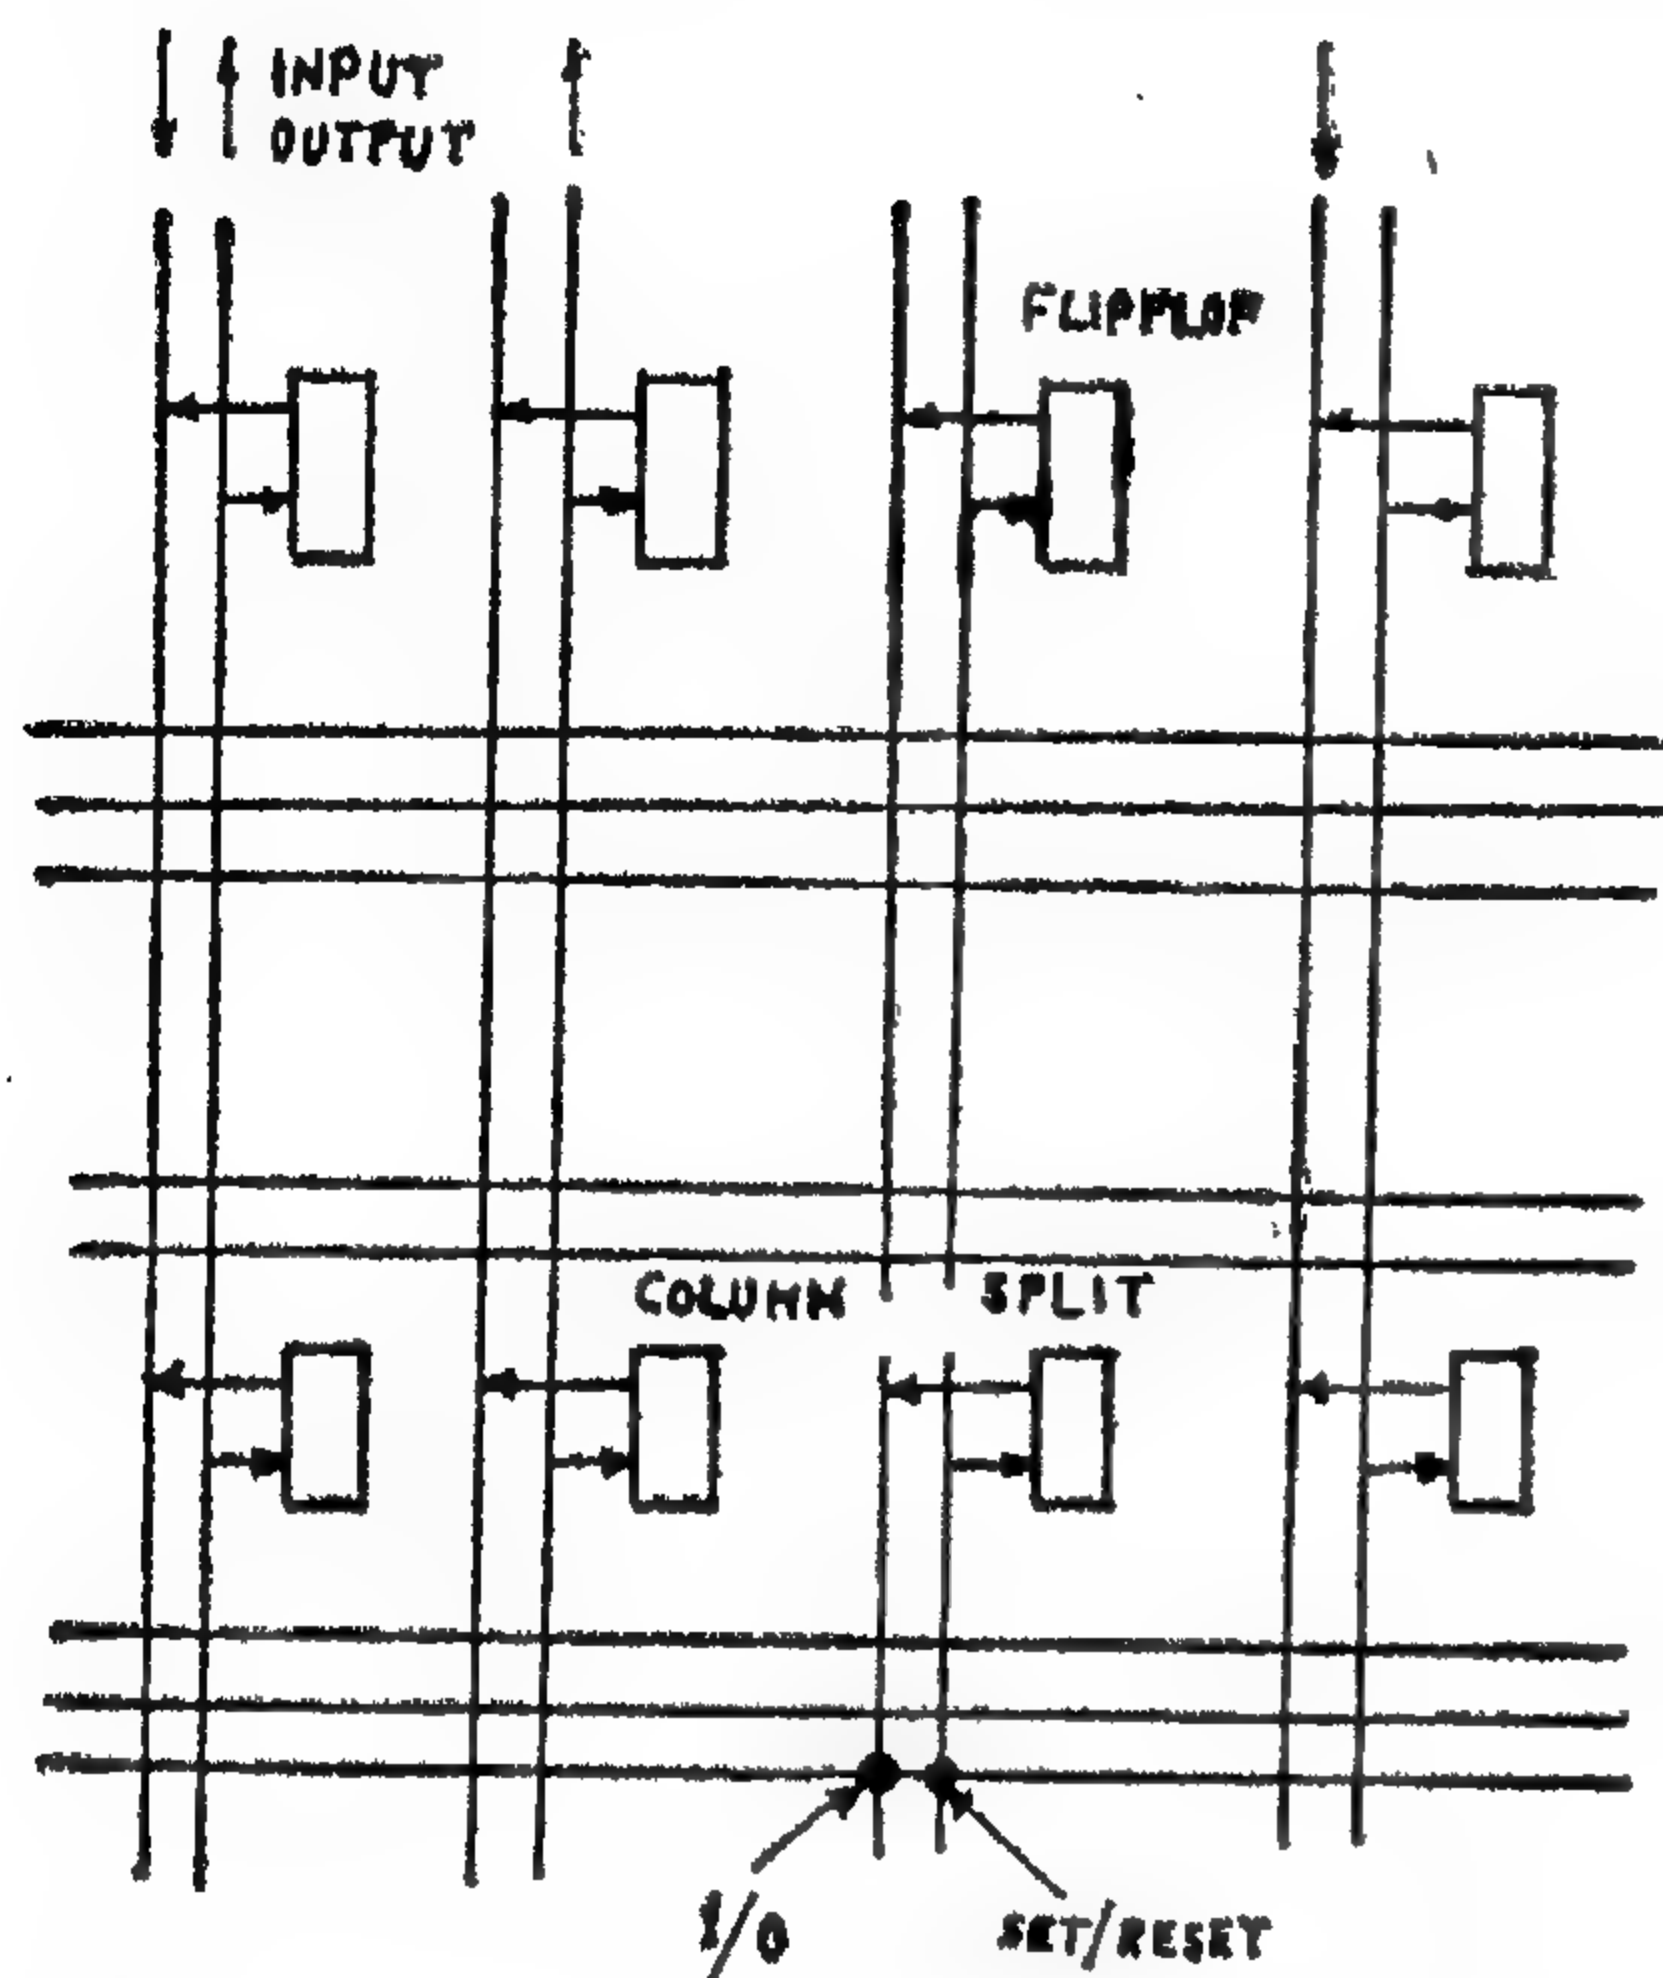 INPUT
OUTPUT
FLIPFLOP
COLUMN SPLIT
1/0
SET/RESET